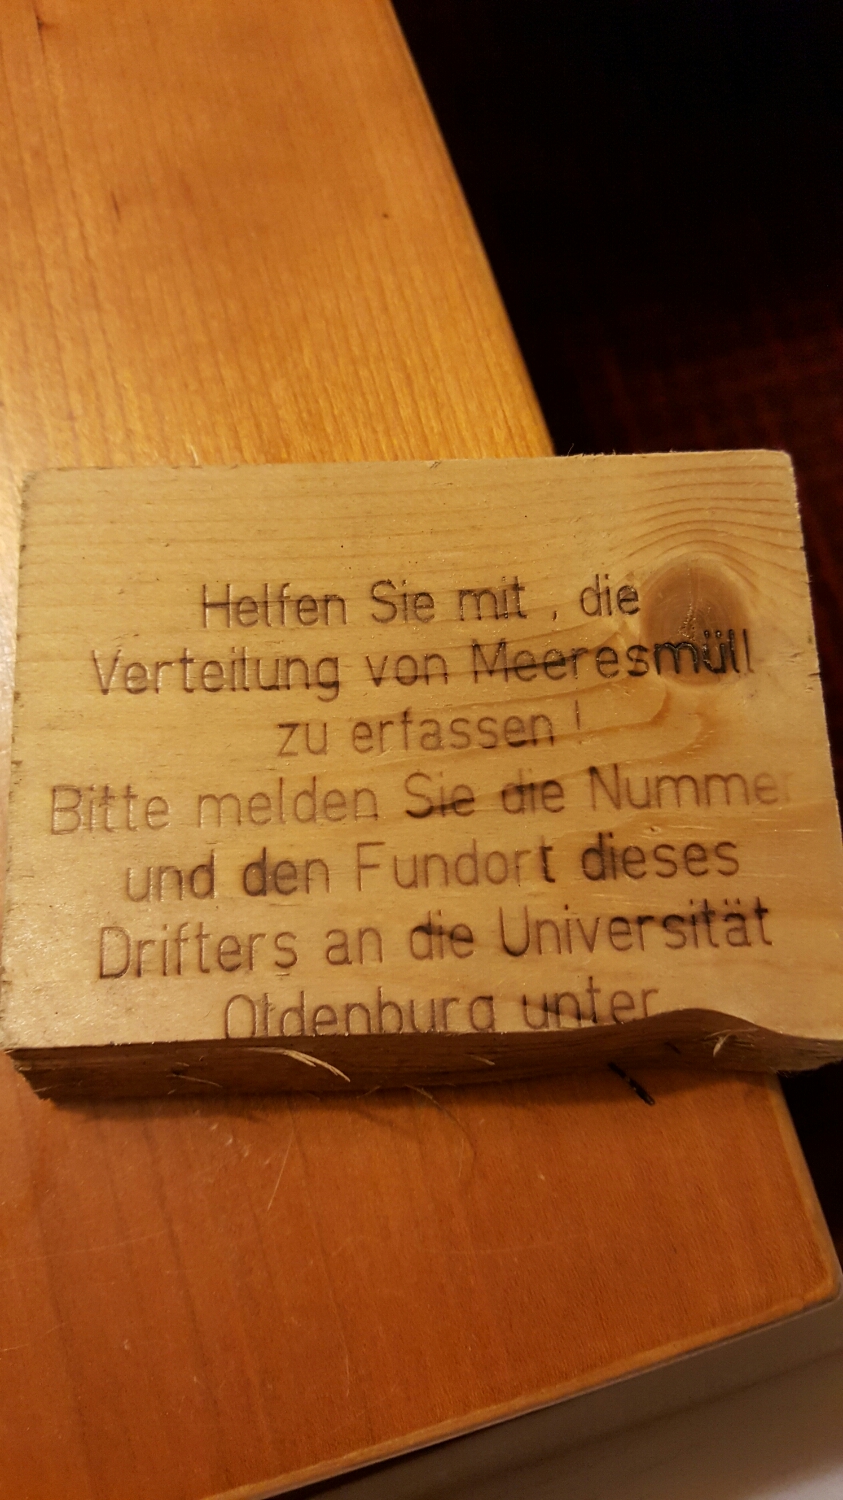 Helfen Sie mit , die
Verteilung von Meeresmüll
zu erfassen !
Bitte melden Sie die Nummer
und den Fundort dieses
Drifters an die Universität
Oldenburg unter